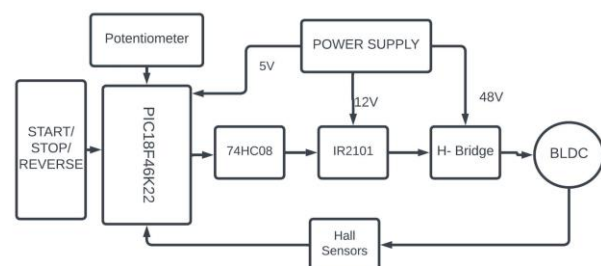 Potentiometer
POWER SUPPLY
5V
12V
48V
START/
STOP/
REVERSE
PIC18F46K22
74HC08
IR2101
H- Bridge
BLDC
Hall
Sensors